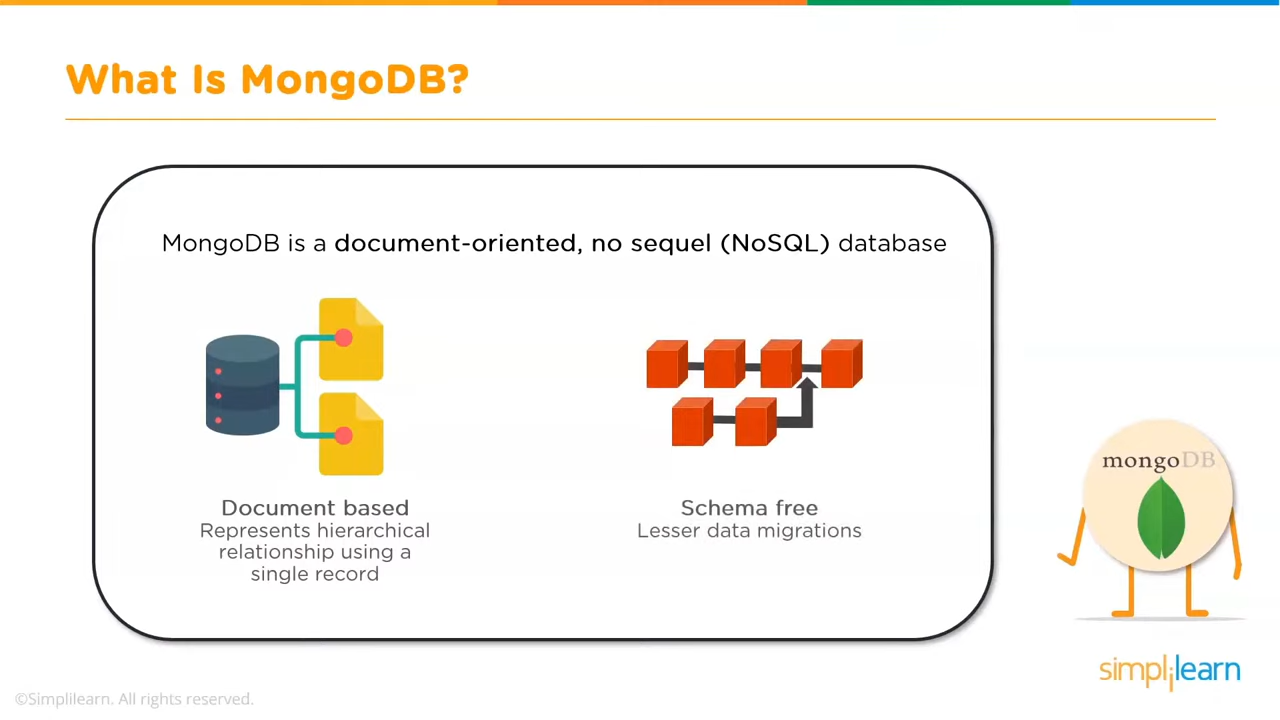 What Is MongoDB?
MongoDB is a document-oriented, no sequel (NoSQL) database
Document based
Represents hierarchical
relationship using a
single record
Schema free
Lesser data migrations
mongoDB
simplilearn
©Simplilearn. All rights reserved.